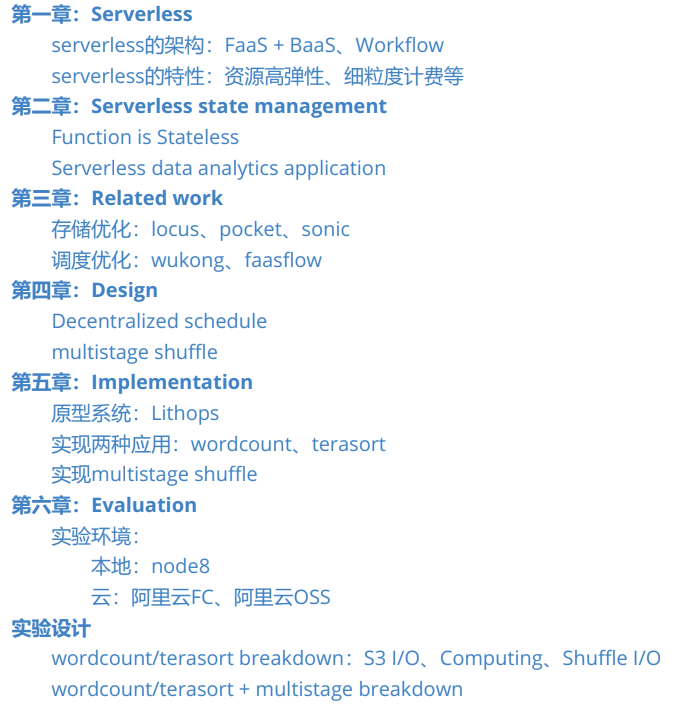 第一章：Serverless
serverless的架构：FaaS + BaaS、Workflow
serverless的特性：资源高弹性、细粒度计费等
第二章：Serverless state management
Function is Stateless
Serverless data analytics application
第三章：Related work
存储优化：locus、pocket、sonic
调度优化：wukong、faasflow
第四章：Design
Decentralized schedule
multistage shuffle
第五章：Implementation
原型系统：Lithops
实现两种应用：wordcount、terasort
实现multistage shuffle
第六章：Evaluation
实验环境：
本地：node8
云：阿里云FC、阿里云OSS
实验设计
wordcount/terasort breakdown：S3 I/O、Computing、Shuffle I/O
wordcount/terasort + multistage breakdown